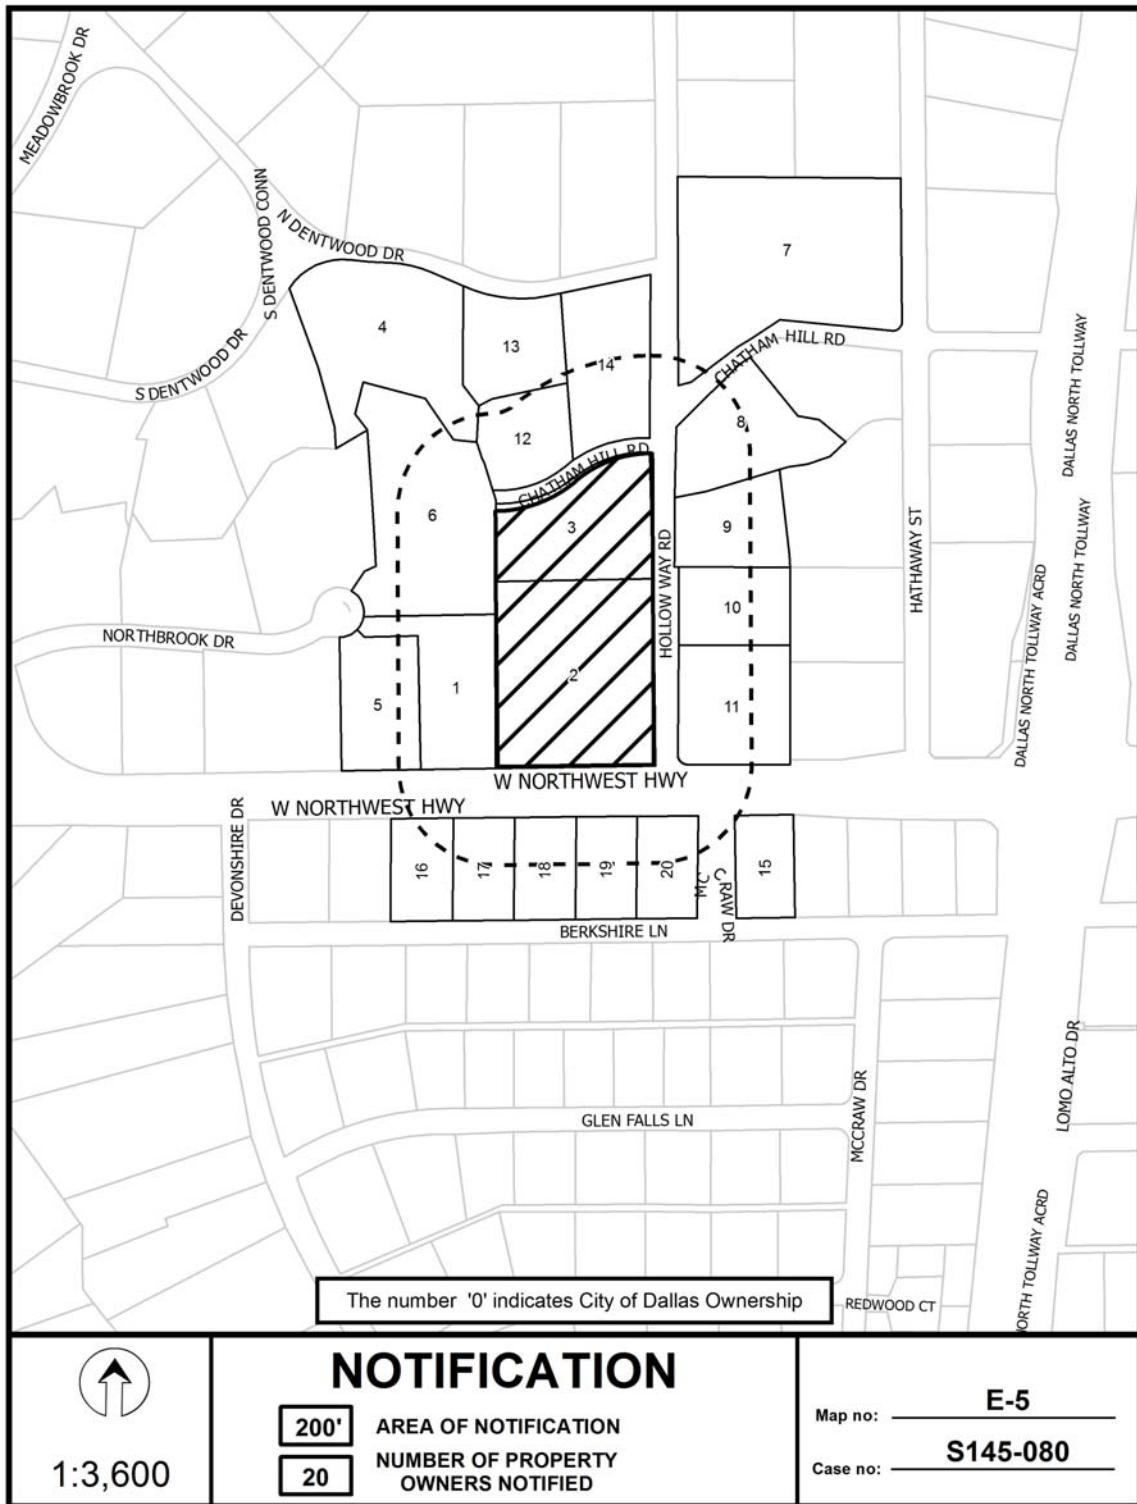 MEADOWBROOK DR
S DENTWOOD CONN
N DENTWOOD DR
7
4
13
CHATHAM HILL RD
DALLAS NORTH TOLLWAY
S DENTWOOD DR
14
8
12
CHATHAM HILL RD
6
3
9
HOLLOW WAY RD
HATHAWAY ST
DALLAS NORTH TOLLWAY
DALLAS NORTH TOLLWAY ACRD
10
NORTHBROOK DR
1
2
5
11
W NORTHWEST HWY
W NORTHWEST HWY
DEVONSHIRE DR
16
17
18
19
20
MC
CRAW DR
15
BERKSHIRE LN
LOMO ALTO DR
GLEN FALLS LN
MCCRAW DR
NORTH TOLLWAY ACRD
The number '0' indicates City of Dallas Ownership
REDWOOD CT
1:3,600
NOTIFICATION
200' AREA OF NOTIFICATION
20 NUMBER OF PROPERTY
OWNERS NOTIFIED
Map no: E-5
Case no: S145-080